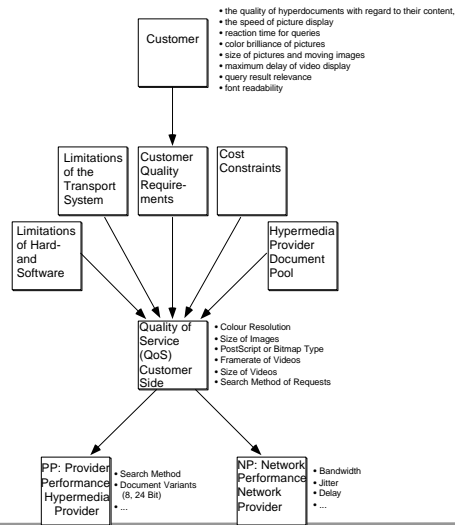 Customer
• the quality of hyperdocuments with regard to their content,
• the speed of picture display
• reaction time for queries
• color brilliance of pictures
• size of pictures and moving images
• maximum delay of video display
• query result relevance
• font readability
Limitations
of the
Transport
System
Customer
Quality
Require-
ments
Cost
Constraints
Limitations
of Hard-
and
Software
Hypermedia
Provider
Document
Pool
Quality of
Service
(QoS)
Customer
Side
• Colour Resolution
• Size of Images
• PostScript or Bitmap Type
• Framerate of Videos
• Size of Videos
• Search Method of Requests
PP: Provider
Performance
Hypermedia
Provider
• Search Method
• Document Variants
(8, 24 Bit)
• ...
NP: Network
Performance
Network
Provider
• Bandwidth
• Jitter
• Delay
• ...